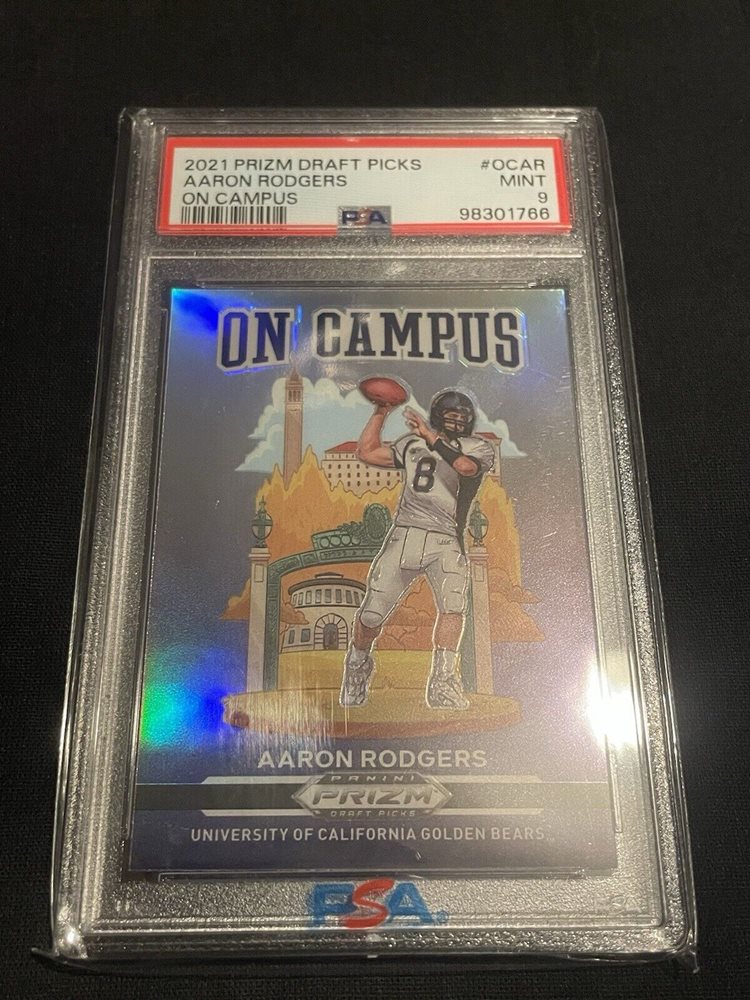 2021 PRIZM DRAFT PICKS #OCAR
AARON RODGERS MINT
ON CAMPUS 9
PSA 98301766
ON CAMPUS
8
AARON RODGERS
PANINI
PRIZM
DRAFT PICKS
UNIVERSITY OF CALIFORNIA GOLDEN BEARS
PSA